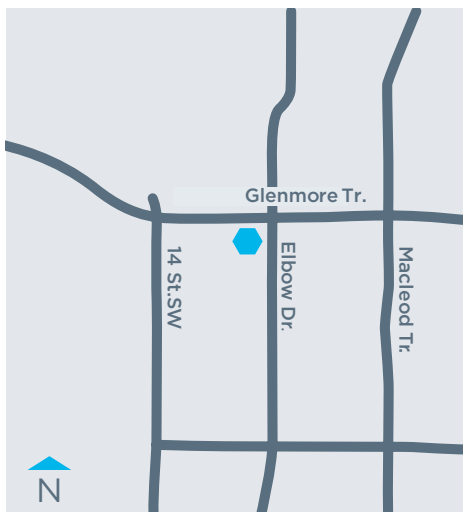 Glenmore Tr.
14 St.SW
Elbow Dr.
Macleod Tr.
N